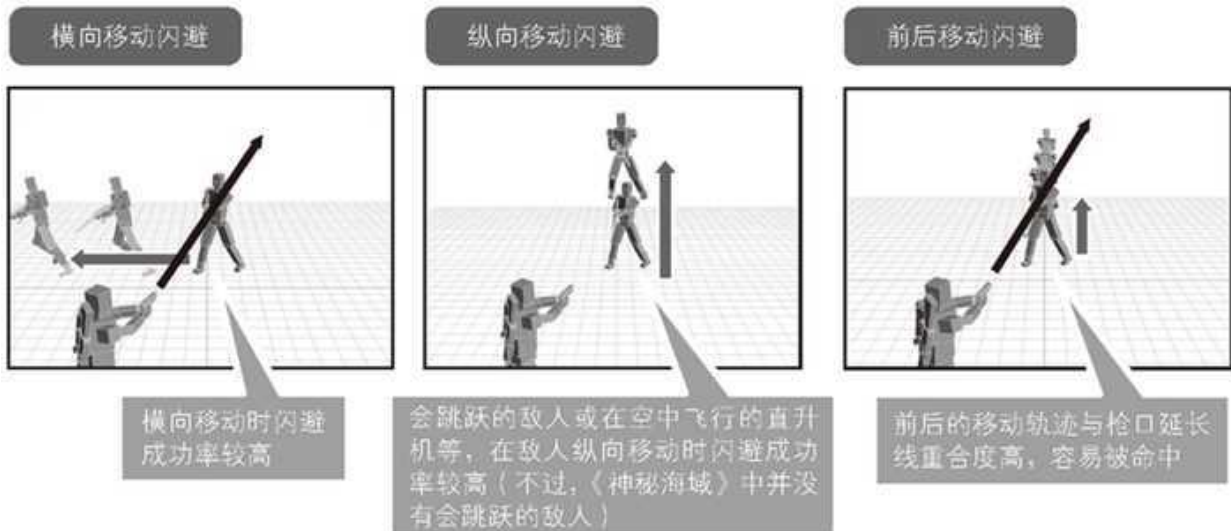 横向移动闪避
纵向移动闪避
前后移动闪避
横向移动时闪避
成功率较高
会跳跃的敌人或在空中飞行的直升
机等，在敌人纵向移动时闪避成功
率较高（不过，《神秘海域》中并没
有会跳跃的敌人）
前后的移动轨迹与枪口延长
线重合度高，容易被命中